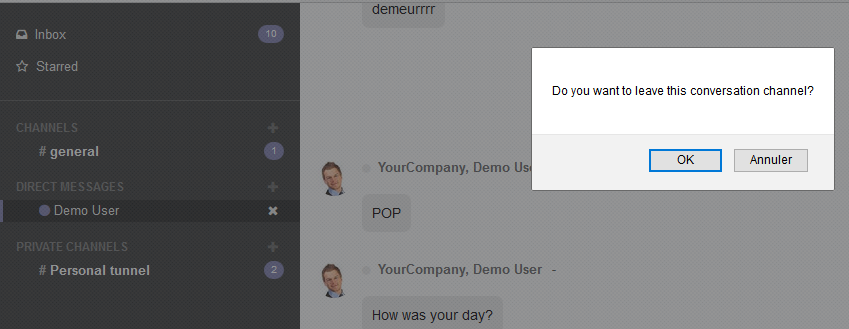 Inbox 10
Starred
CHANNELS +
# general 1
DIRECT MESSAGES +
Demo User ×
PRIVATE CHANNELS +
# Personal tunnel 2
demeurrrr
YourCompany, Demo Use
POP
YourCompany, Demo User -
How was your day?
Do you want to leave this conversation channel?
OK Annuler